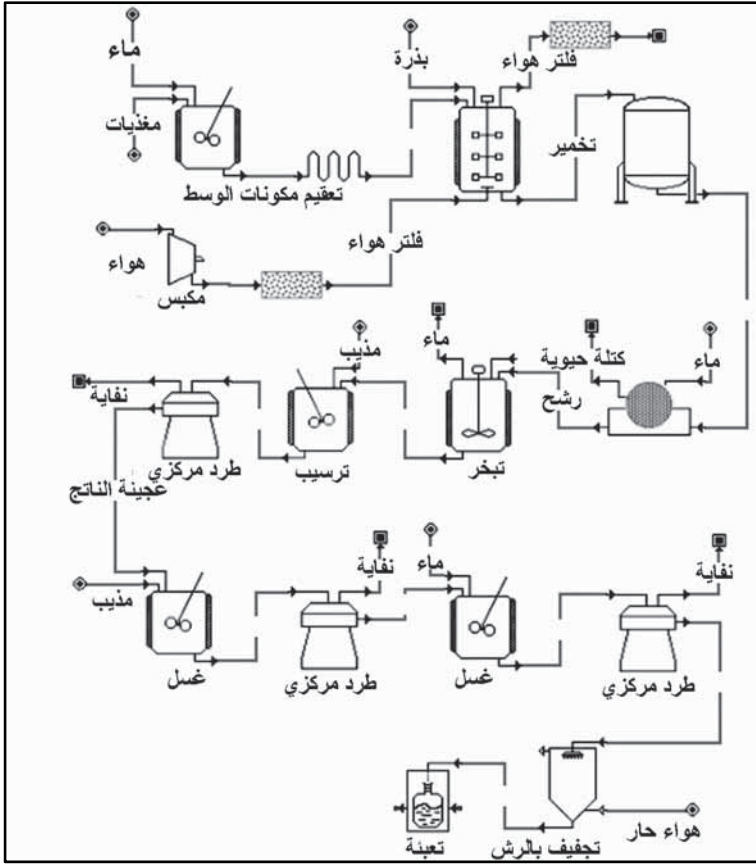 ماء
بذرة
فلتر هواء
مغذيات
تخمير
تعقيم مكونات الوسط
فلتر هواء
هواء
مكبس
مذيب
ماء
كتلة حيوية
ماء
نفاية
رشح
طرد مركزي
ترسيب
تبخر
عجينة الناتج
نفاية
ماء
نفاية
مذيب
غسل
طرد مركزي
غسل
طرد مركزي
هواء حار
تجفيف بالرش
تعبئة